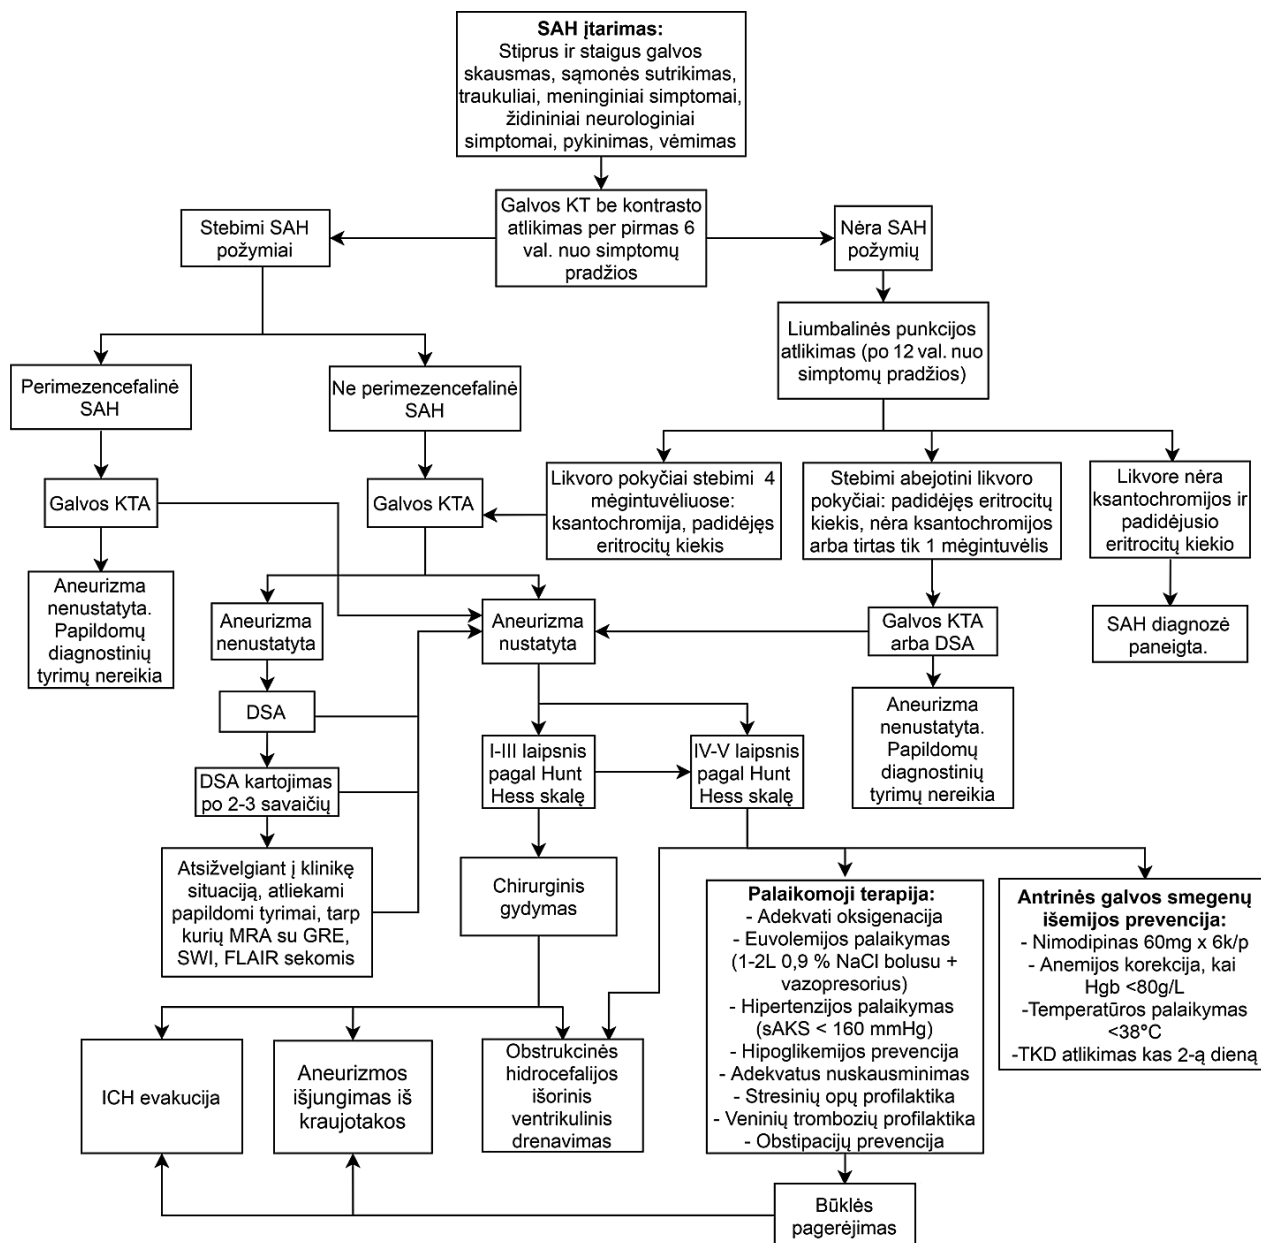 SAH įtarimas:
Stiprus ir staigus galvos
skausmas, sąmonės sutrikimas,
traukuliai, meninginiai simptomai,
židininiai neurologiniai
simptomai, pykinimas, vėmimas
Galvos KT be kontrasto
atlikimas per pirmas 6
val. nuo simptomų
pradžios
Stebimi SAH
požymiai
Nėra SAH
požymių
Liumbalinės punkcijos
atlikimas (po 12 val. nuo
simptomų pradžios)
Perimezencefalinė
SAH
Ne perimezencefalinė
SAH
Galvos KTA
Galvos KTA
Likvoro pokyčiai stebimi 4
mėgintuvėliuose:
ksantochromija, padidėjęs
eritrocitų kiekis
Stebimi abejotini likvoro
pokyčiai: padidėjęs eritrocitų
kiekis, nėra ksantochromijos
arba tirtas tik 1 mėgintuvėlis
Likvore nėra
ksantochromijos ir
padidėjusio
eritrocitų kiekio
Aneurizma
nenustatyta.
Papildomų
diagnostinių
tyrimų nereikia
Aneurizma
nenustatyta
Aneurizma
nustatyta
Galvos KTA
arba DSA
SAH diagnozė
paneigta.
DSA
Aneurizma
nenustatyta.
Papildomų
diagnostinių
tyrimų nereikia
I-III laipsnis
pagal Hunt
Hess skalę
IV-V laipsnis
pagal Hunt
Hess skalę
DSA kartojimas
po 2-3 savaičių
Atsižvelgiant į klinikę
situaciją, atliekami
papildomi tyrimai, tarp
kurių MRA su GRE,
SWI, FLAIR sekomis
Chirurginis
gydymas
Palaikomoji terapija:
- Adekvati oksigenacija
- Euvolemijos palaikymas
(1-2L 0,9 % NaCl bolusu +
vazopresorius)
- Hipertenzijos palaikymas
(sAKS < 160 mmHg)
- Hipoglikemijos prevencija
- Adekvatus nuskausminimas
- Stresinių opų profilaktika
- Veninių trombozių profilaktika
- Obstipacijų prevencija
Antrinės galvos smegenų
išemijos prevencija:
- Nimodipinas 60mg x 6k/p
- Anemijos korekcija, kai
Hgb <80g/L
-Temperatūros palaikymas
<38°C
-TKD atlikimas kas 2-ą dieną
ICH evakucija
Aneurizmos
išjungimas iš
kraujotakos
Obstrukcinės
hidrocefalijos
išorinis
ventrikulinis
drenavimas
Būklės
pagerėjimas